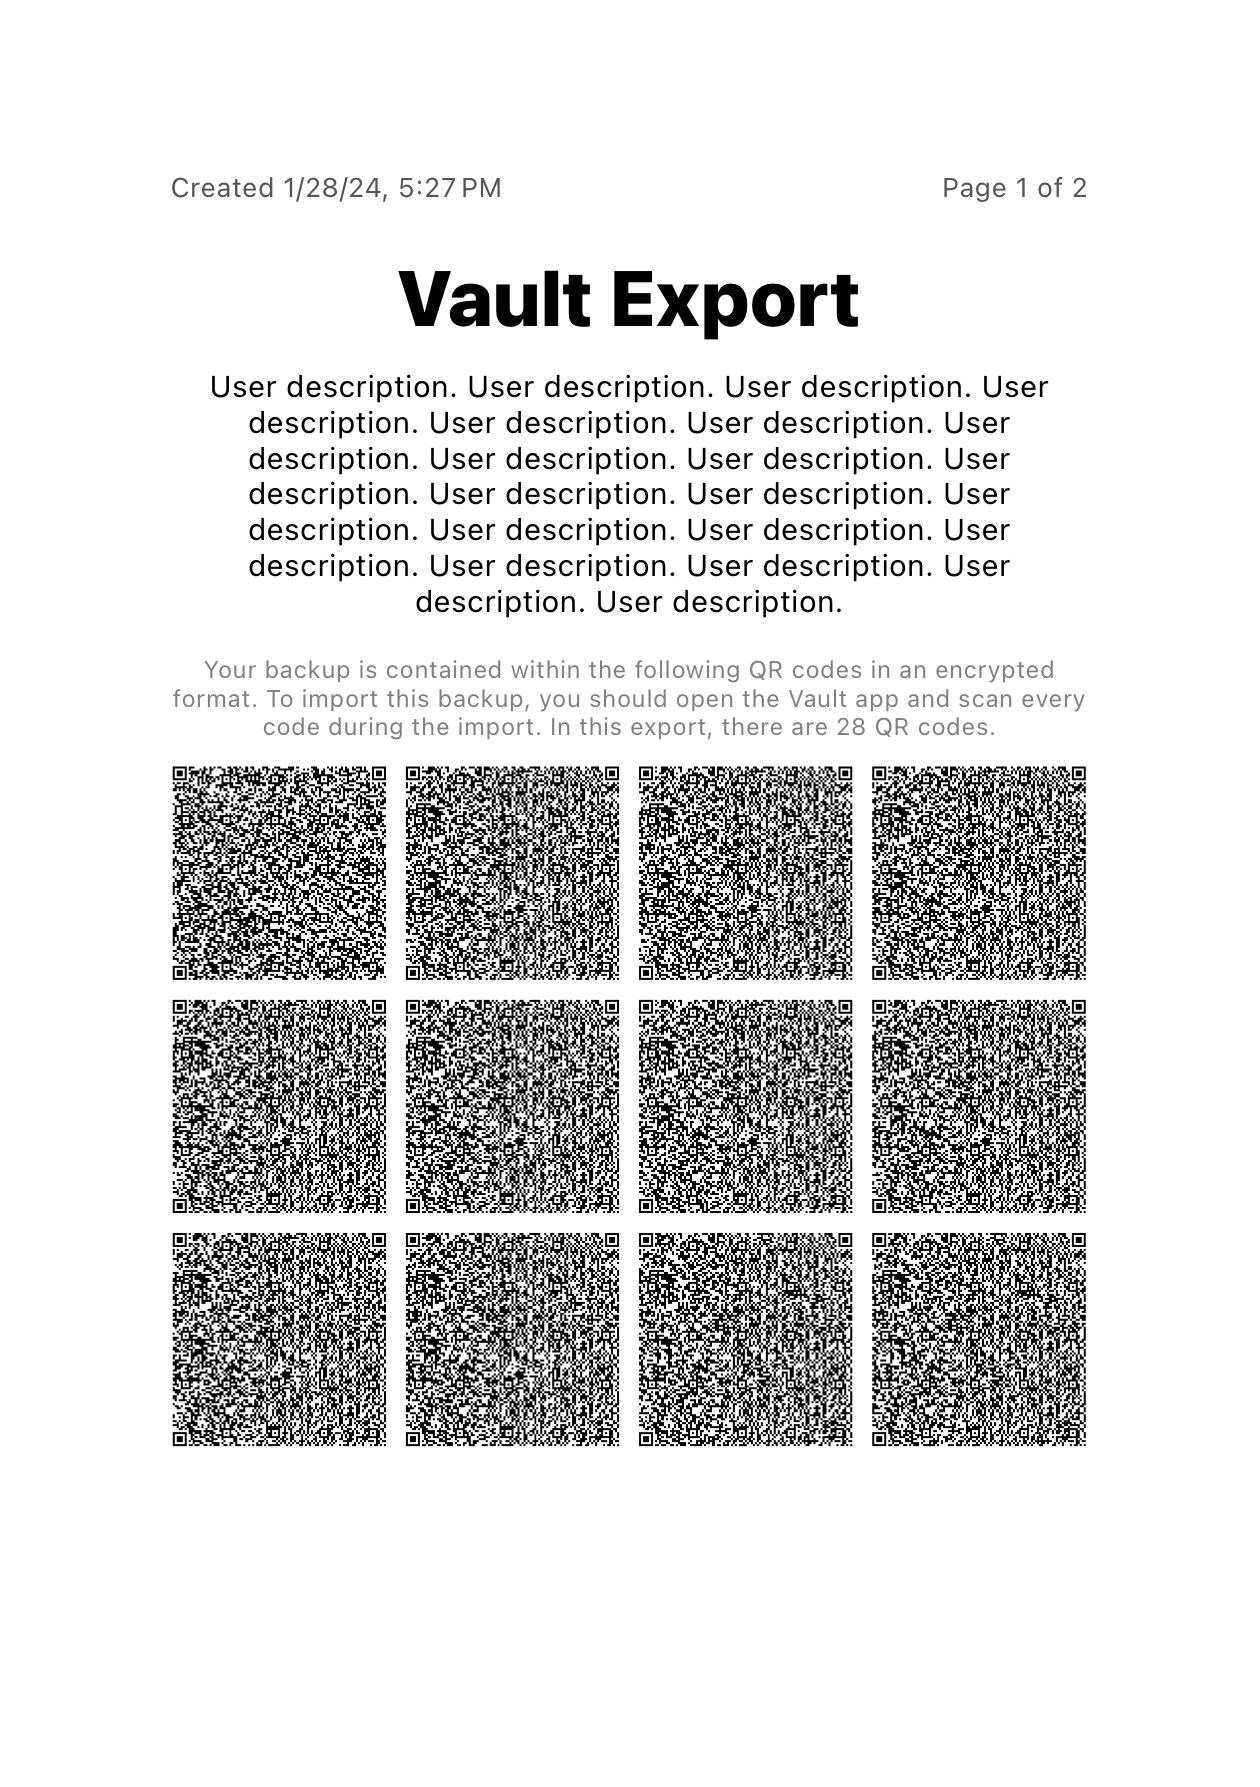 Created 1/28/24, 5:27 PM
Page 1 of 2
Vault Export
User description. User description. User description. User
description. User description. User description. User
description. User description. User description. User
description. User description. User description. User
description. User description. User description. User
description. User description. User description. User
description. User description.
Your backup is contained within the following QR codes in an encrypted
format. To import this backup, you should open the Vault app and scan every
code during the import. In this export, there are 28 QR codes.